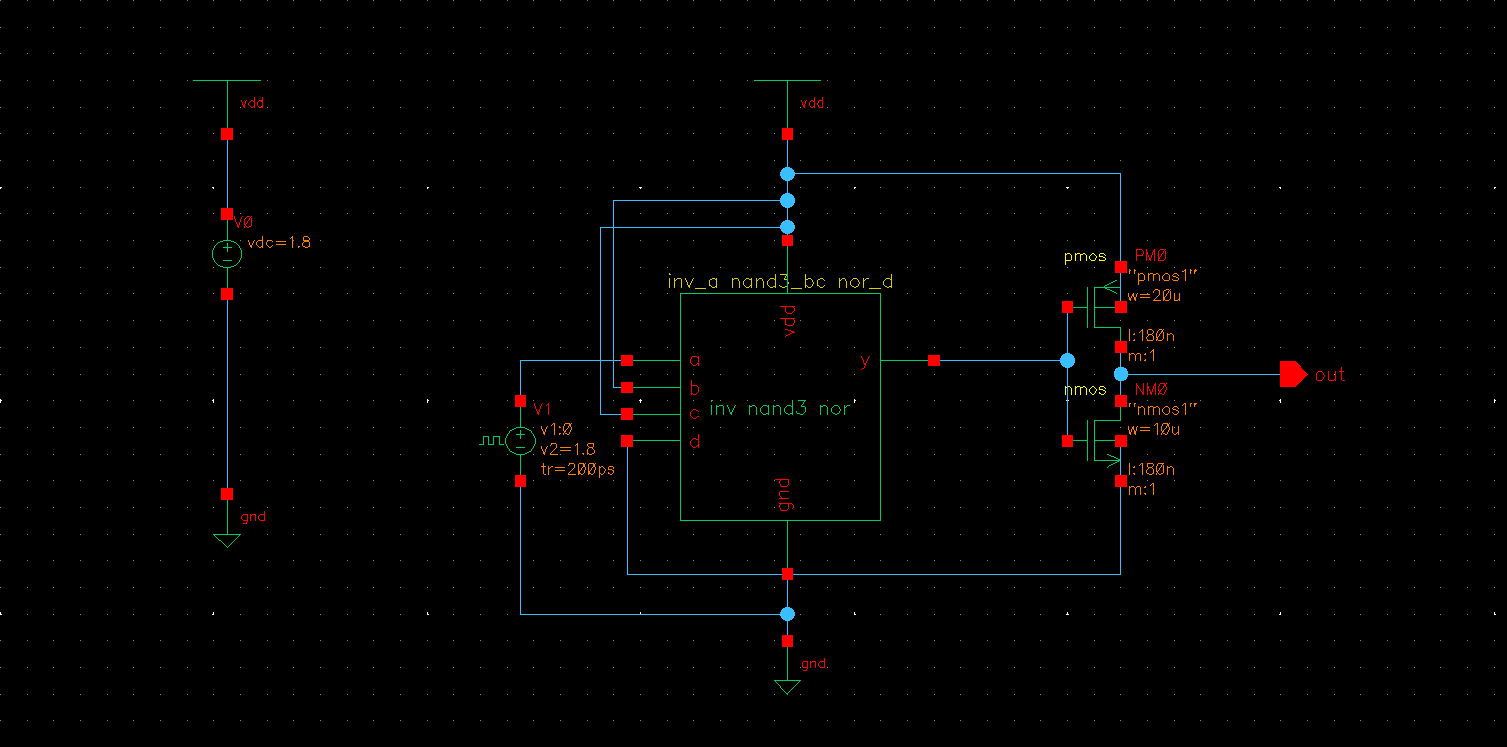 vdd
vdd
V0
vdc=1.8
pmos
PM0
"pmos1"
w=20u
l:180n
m:1
inv_a nand3_bc nor_d
vdd
a
b
c
d
y
inv nand3 nor
gnd
V1
v1:0
v2=1.8
tr=200ps
out
nmos
NM0
"nmos1"
w=10u
l:180n
m:1
gnd
gnd